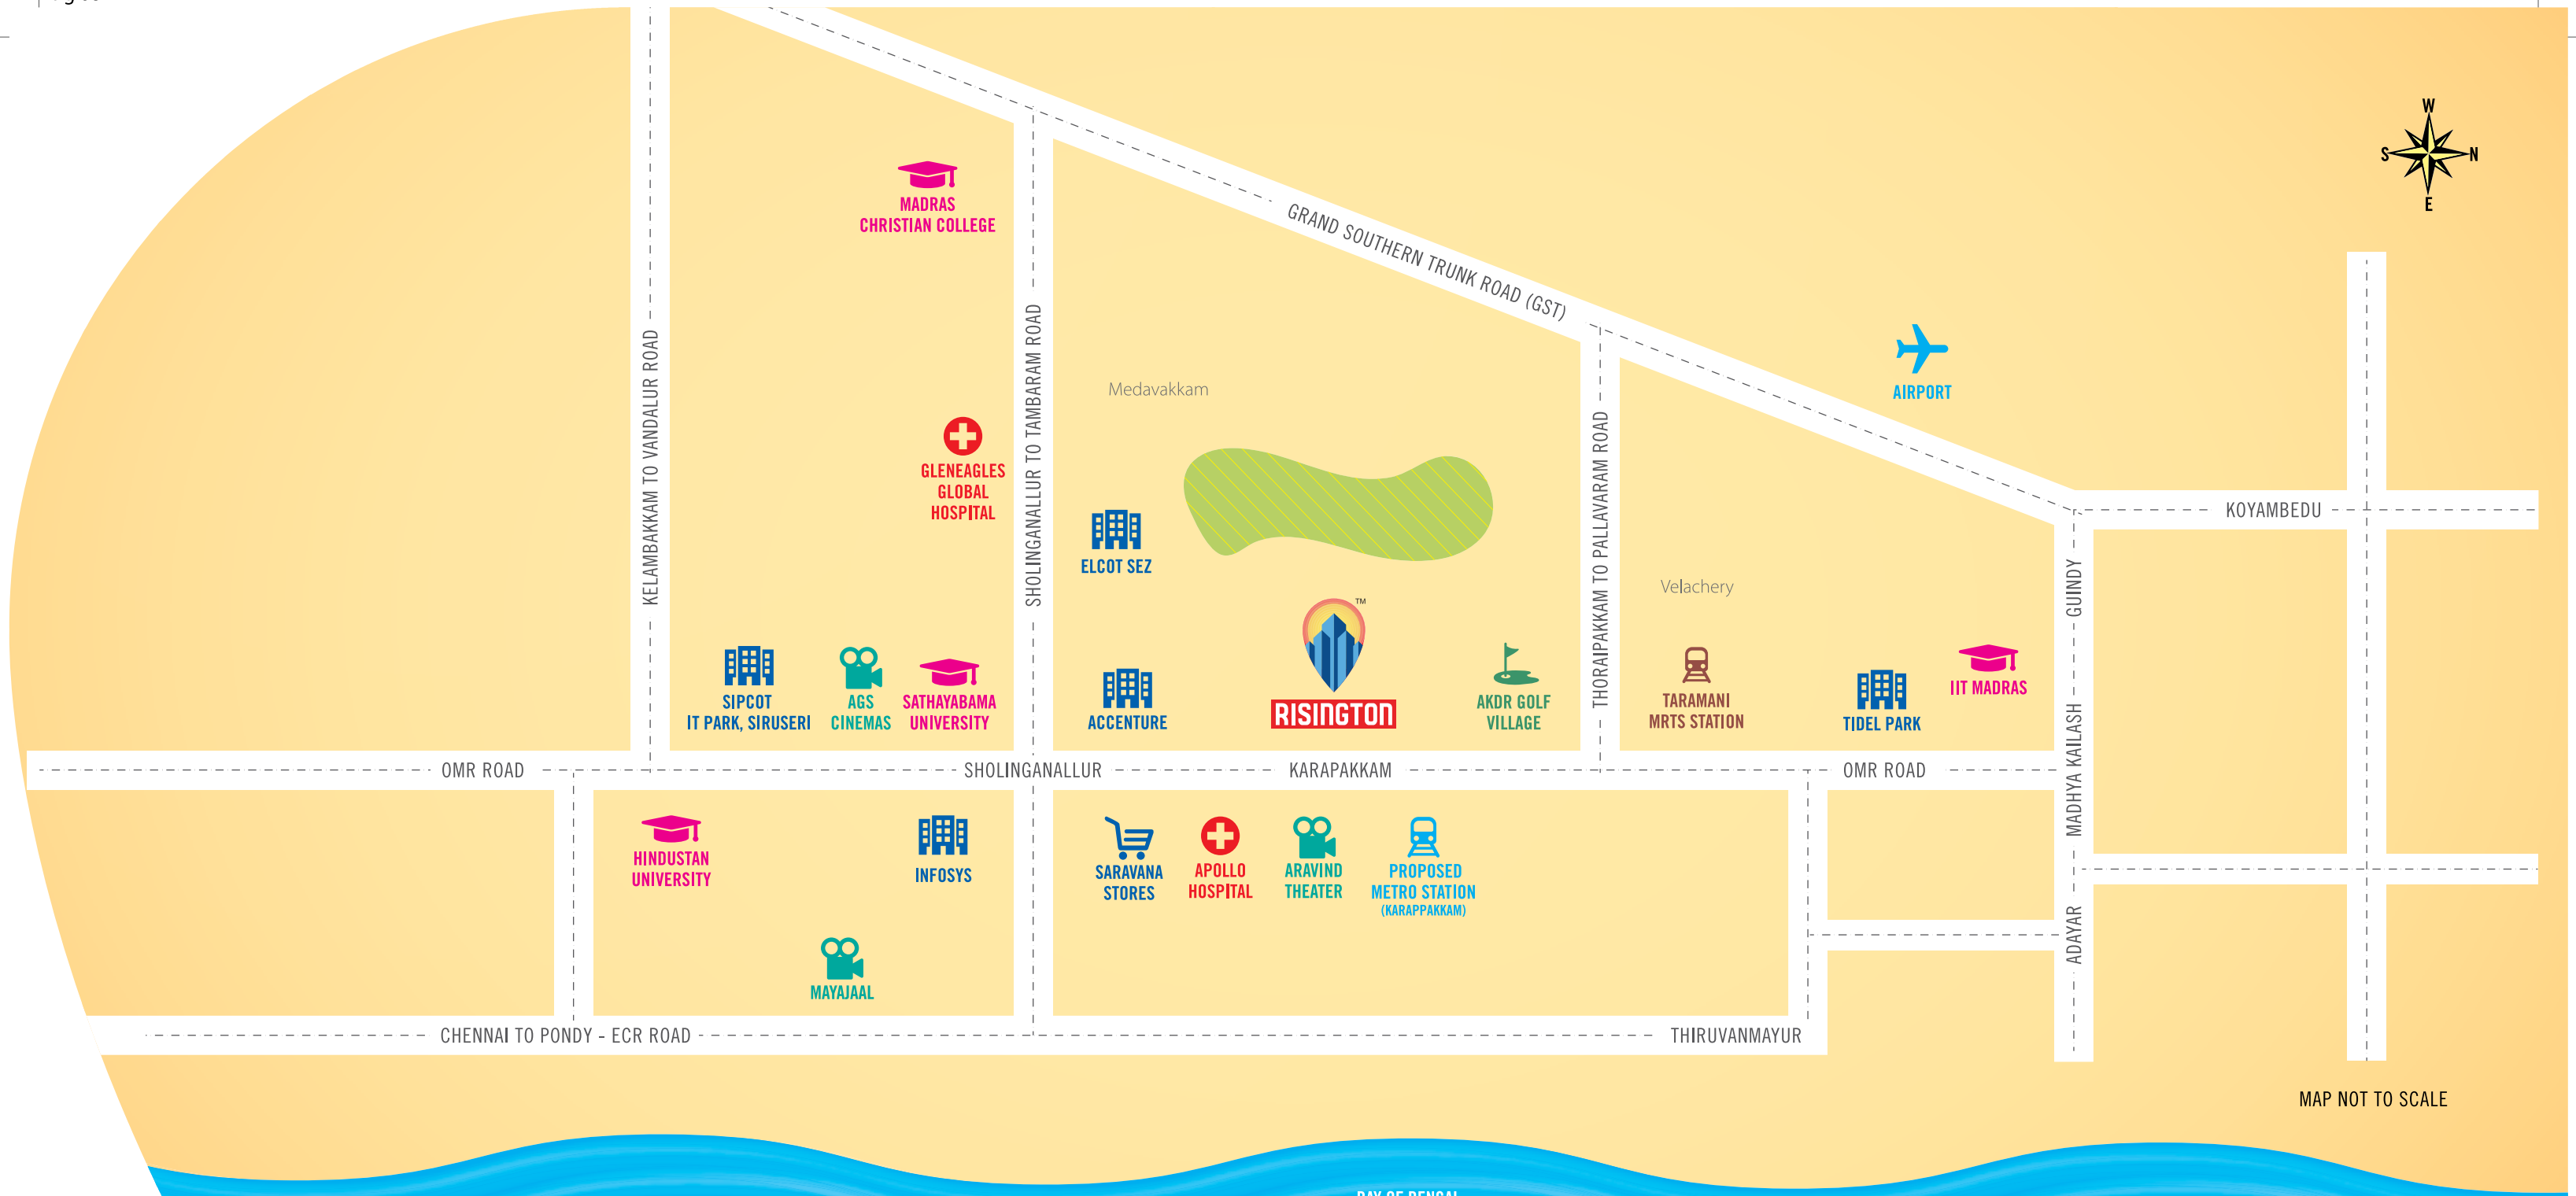 W
S N
E
MADRAS
CHRISTIAN COLLEGE
GRAND SOUTHERN TRUNK ROAD (GST)
KELAMBAKKAM TO VANDALUR ROAD
SHOLINGANALLUR TO TAMBARAM ROAD
Medavakkam
AIRPORT
GLENEAGLES
GLOBAL
HOSPITAL
ELCOT SEZ
THORAIPAKKAM TO PALLAVARAM ROAD
KOYAMBEDU
GUINDY
Velachery
TM
SIPCOT
IT PARK, SIRUSERI
AGS
CINEMAS
SATHAYABAMA
UNIVERSITY
ACCENTURE
RISINGTON
AKDR GOLF
VILLAGE
TARAMANI
MRTS STATION
TIDEL PARK
IIT MADRAS
MADHYA KAILASH
OMR ROAD
SHOLINGANALLUR
KARAPAKKAM
OMR ROAD
HINDUSTAN
UNIVERSITY
INFOSYS
SARAVANA
STORES
APOLLO
HOSPITAL
ARAVIND
THEATER
PROPOSED
METRO STATION
(KARAPPAKKAM)
ADAYAR
MAYAJAAL
CHENNAI TO PONDY - ECR ROAD
THIRUVANMAYUR
MAP NOT TO SCALE
BAY OF BENGAL